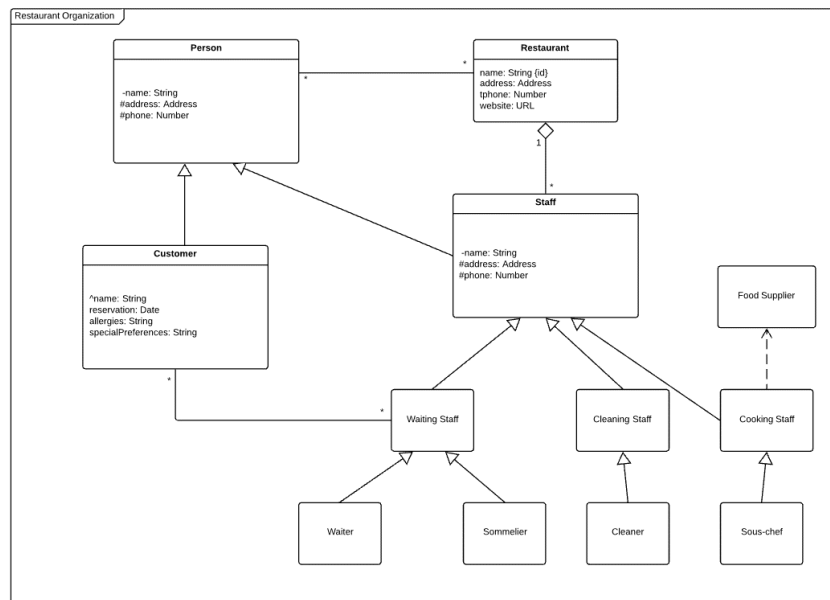 Restaurant Organization
Person
-name: String
#address: Address
#phone: Number
*
*
Restaurant
name: String {id}
address: Address
tphone: Number
website: URL
1
*
Staff
-name: String
#address: Address
#phone: Number
Customer
^name: String
reservation: Date
allergies: String
specialPreferences: String
Food Supplier
*
*
Waiting Staff
Cleaning Staff
Cooking Staff
Waiter
Sommelier
Cleaner
Sous-chef